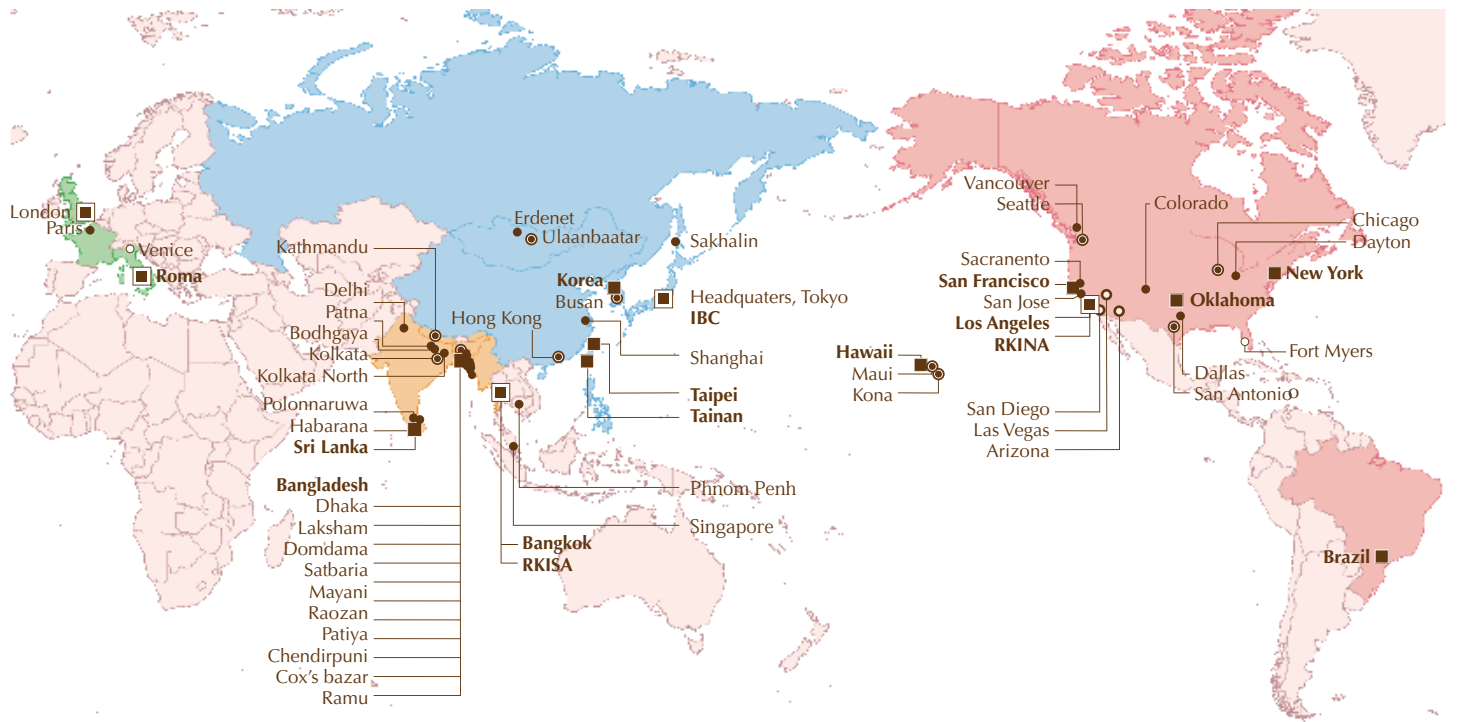 London
Paris
Venice
Roma
Kathmandu
Delhi
Patna
Bodhgaya
Kolkata
Kolkata North
Polonnaruwa
Habarana
Sri Lanka
Bangladesh
Dhaka
Laksham
Domdama
Satbaria
Mayani
Raozan
Patiya
Chendirpuni
Cox's bazar
Ramu
Erdenet
Ulaanbaatar
Sakhalin
Korea
Busan
Headquaters, Tokyo
IBC
Hong Kong
Shanghai
Taipei
Tainan
Phnom Penh
Singapore
Bangkok
RKISA
Hawaii
Maui
Kona
Vancouver
Seattle
Sacranento
San Francisco
San Jose
Los Angeles
RKINA
San Diego
Las Vegas
Arizona
Colorado
Chicago
Dayton
New York
Oklahoma
Fort Myers
Dallas
San Antonio
Brazil